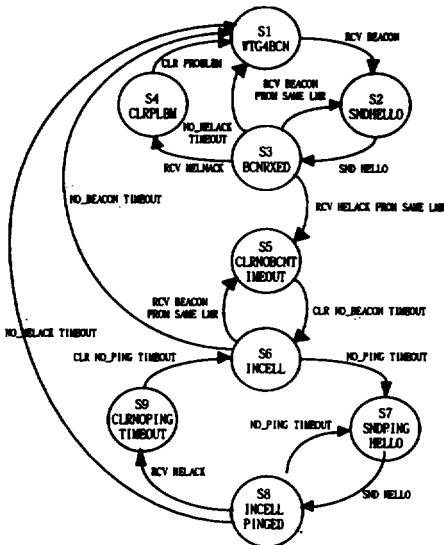 S1
WTG4BCN
RCV BEACON
CLR PROBLEM
S4
CLRPLBM
RCV BEACON
FROM SAME LMR
S2
SNDHELLO
NO_HELACK
TIMEOUT
S3
BCNRXED
RCV HELNACK
SND HELLO
NO_BEACON TIMEOUT
RCV HELACK FROM SAME LMR
S5
CLRNOBCNT
IMEOUT
RCV BEACON
FROM SAME LMR
CLR NO_BEACON TIMEOUT
NO_HELACK TIMEOUT
CLR NO_PING TIMEOUT
S6
INCELL
NO_PING TIMEOUT
S9
CLRNOPING
TIMEOUT
NO_PING TIMEOUT
S7
SNDPING
HELLO
RCV HELACK
S8
INCELL
PINGED
SND HELLO